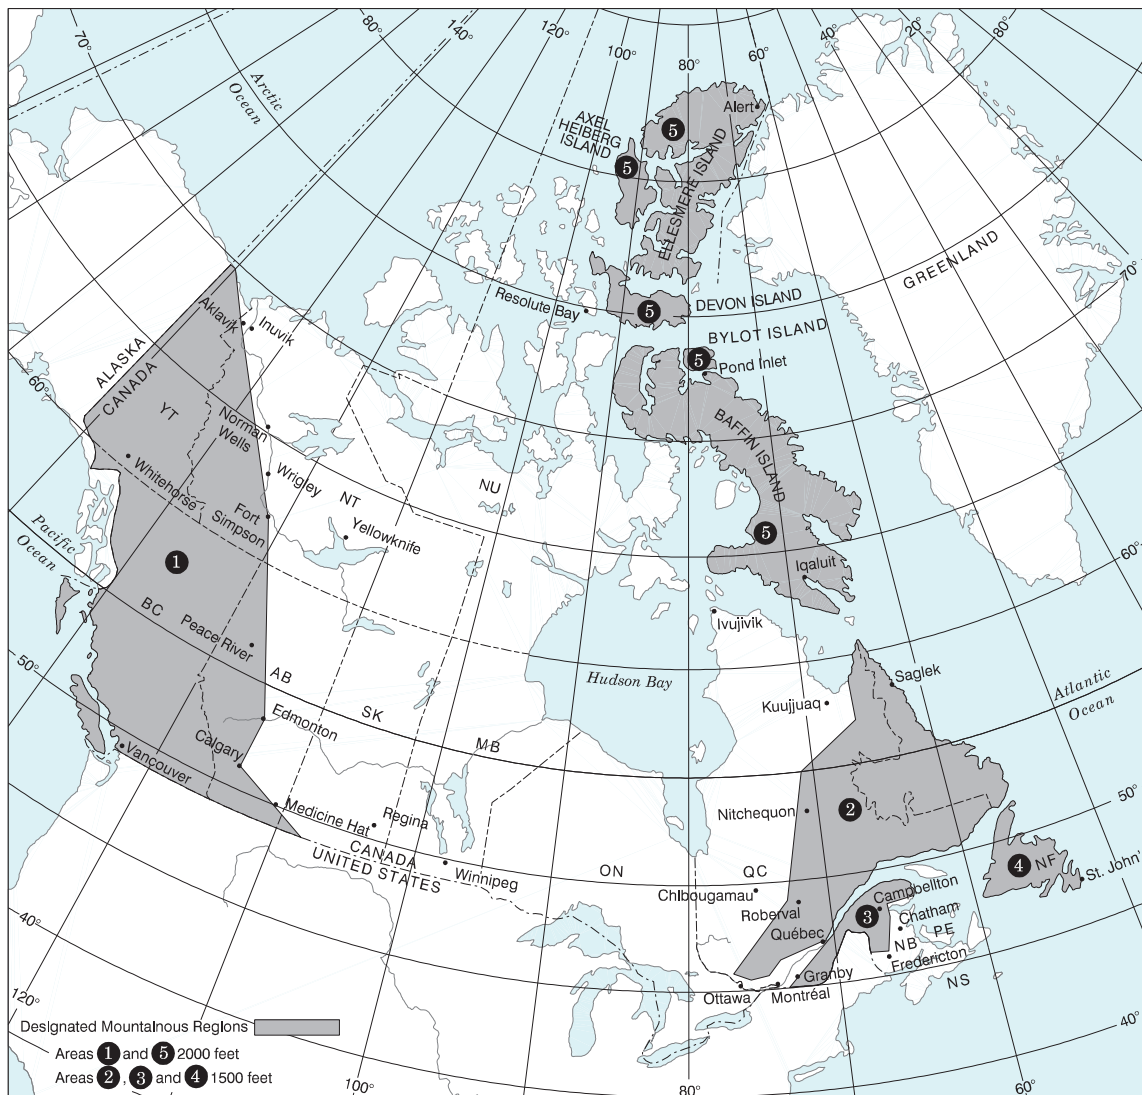 70°
160°
140°
120°
100°
80°
60°
40°
20°
80°
Arctic
Ocean
Alert
AXEL
HEIBERG
ISLAND
5
5
ELLESMERE ISLAND
GREENLAND
70°
Resolute Bay
5
DEVON ISLAND
BYLOT ISLAND
5
Pond Inlet
Aklavik
Inuvik
ALASKA
CANADA
60°
YT
Norman
Wells
BAFFIN ISLAND
Whitehorse
Wrigley
NT
NU
Fort
Simpson
Yellowknife
5
Iqaluit
60°
Pacific
Ocean
1
BC
Peace River
Ivujivik
50°
AB
SK
MB
Hudson Bay
Saglek
Kuujjuaq
Atlantic
Ocean
Edmonton
Calgary
Vancouver
Medicine Hat
Regina
CANADA
UNITED STATES
Winnipeg
ON
QC
Nitchequon
2
50°
4
NF
St. John'
Chibougamau
Roberval
Québec
Campbellton
3
Chatham
NB
PE
Fredericton
NS
Granby
Ottawa
Montréal
40°
120°
100°
80°
60°
40°
Designated Mountainous Regions
Areas 1 and 5 2000 feet
Areas 2, 3 and 4 1500 feet